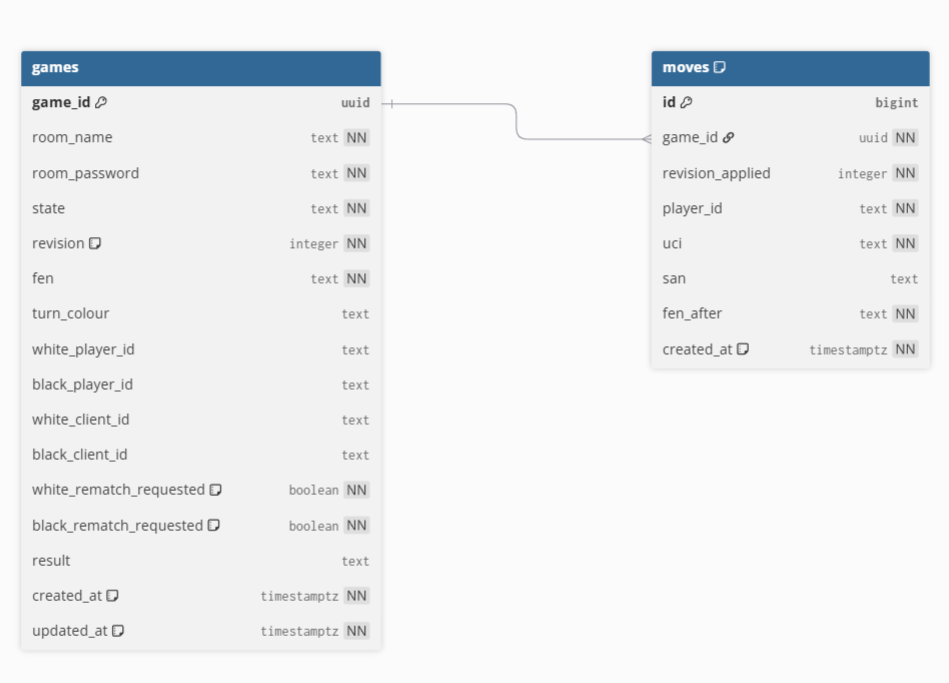 games
game_id uuid
room_name text NN
room_password text NN
state text NN
revision integer NN
fen text NN
turn_colour text
white_player_id text
black_player_id text
white_client_id text
black_client_id text
white_rematch_requested boolean NN
black_rematch_requested boolean NN
result text
created_at timestamptz NN
updated_at timestamptz NN
moves
id bigint
game_id uuid NN
revision_applied integer NN
player_id text NN
uci text NN
san text
fen_after text NN
created_at timestamptz NN